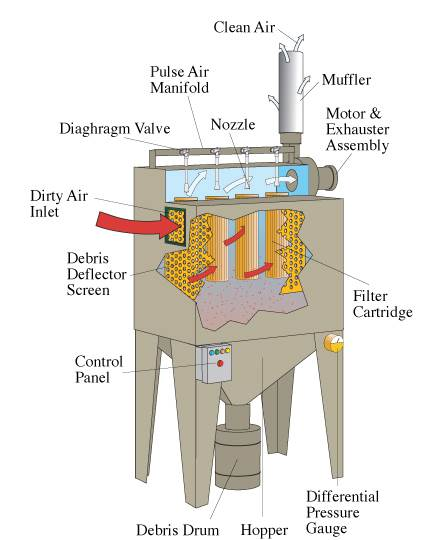 Clean Air
Pulse Air
Manifold
Muffler
Diaghragm Valve
Nozzle
Motor &
Exhauster
Assembly
Dirty Air
Inlet
Debris
Deflector
Screen
Filter
Cartridge
Control
Panel
Differential
Pressure
Gauge
Debris Drum
Hopper